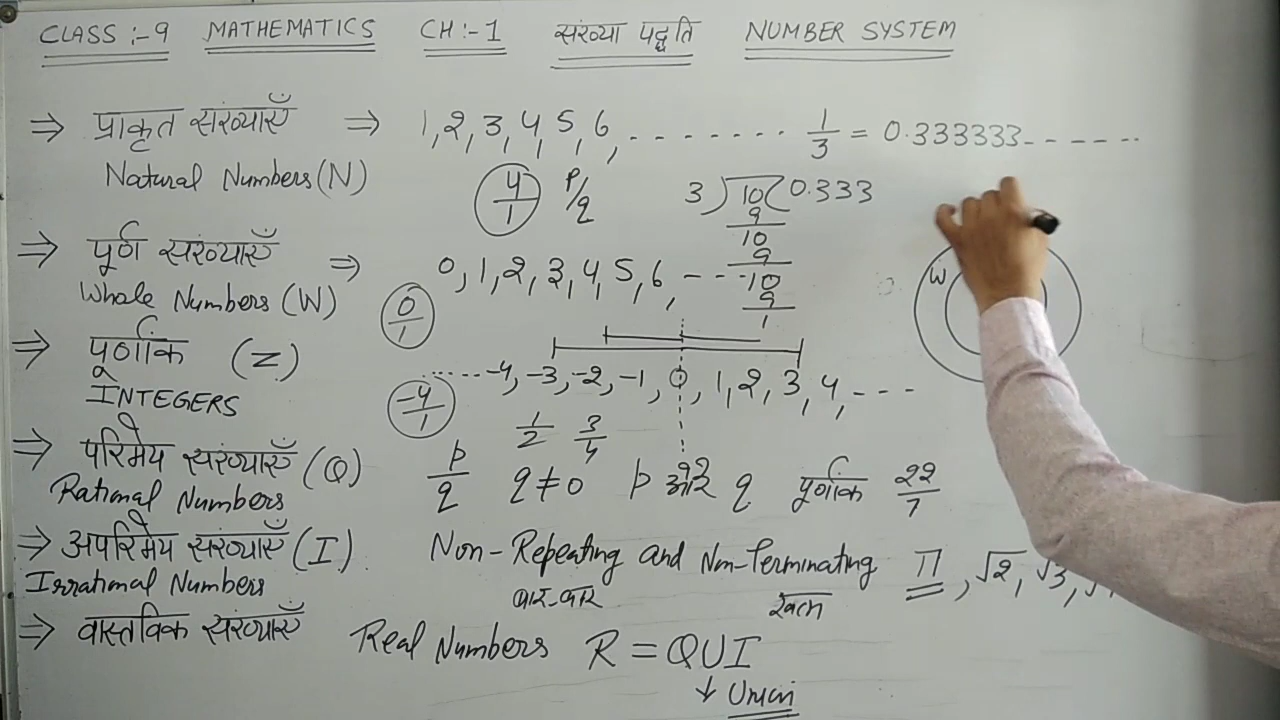 CLASS :- 9 MATHEMATICS CH :- 1 संख्या पद्धति NUMBER SYSTEM
⇒ प्राकृत संख्याएँ ⇒ 1, 2, 3, 4, 5, 6, - - - - - - - - 1/3 = 0.333333 - - - - - -
Natural Numbers (N)
4/1 p/q
3 ) 10 ( 0.333
9
10
9
10
9
1
⇒ पूर्ण संख्याएँ ⇒ 0, 1, 2, 3, 4, 5, 6, - - - -
Whole Numbers (W)
0/1
W
⇒ पूर्णांक (Z)
INTEGERS
...... -4, -3, -2, -1, 0, 1, 2, 3, 4, - - - -
-4/1
1/2 3/4
⇒ परिमेय संख्याएँ (Q) p/q q ≠ 0 p और q पूर्णांक 22/7
Rational Numbers
⇒ अपरिमेय संख्याएँ (I) Non-Repeating and Non-Terminating π, √2, √3, √
Irrational Numbers
बार-बार
⇒ वास्तविक संख्याएँ Real Numbers R = QUI
↓ Union